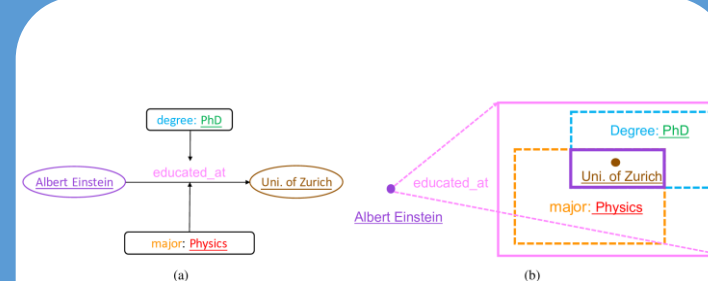 degree: PhD
educated_at
Albert Einstein
Uni. of Zurich
major: Physics
(a)
Degree: PhD
Uni. of Zurich
educated_at
major: Physics
Albert Einstein
(b)